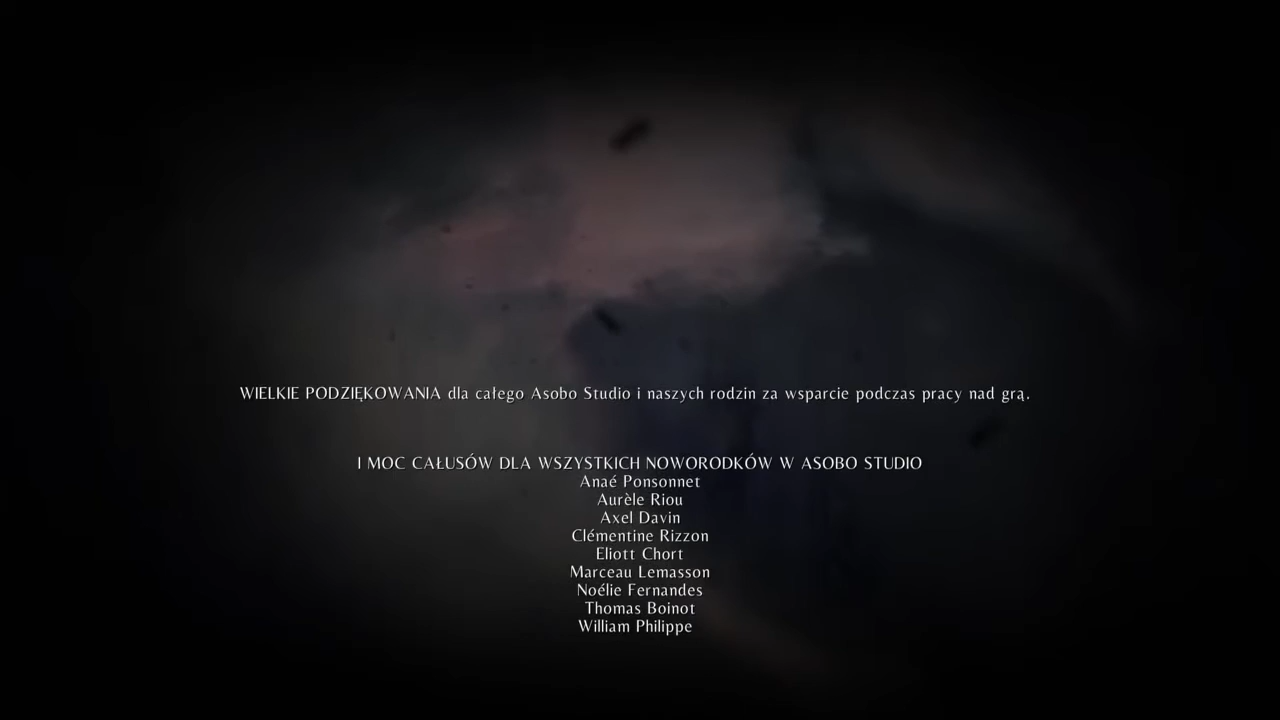 WIELKIE PODZIĘKOWANIA dla całego Asobo Studio i naszych rodzin za wsparcie podczas pracy nad grą.
I MOC CAŁUSÓW DLA WSZYSTKICH NOWORODKÓW W ASOBO STUDIO
Anaé Ponsonnet
Aurèle Riou
Axel Davin
Clémentine Rizzon
Eliott Chort
Marceau Lemasson
Noélie Fernandes
Thomas Boinot
William Philippe